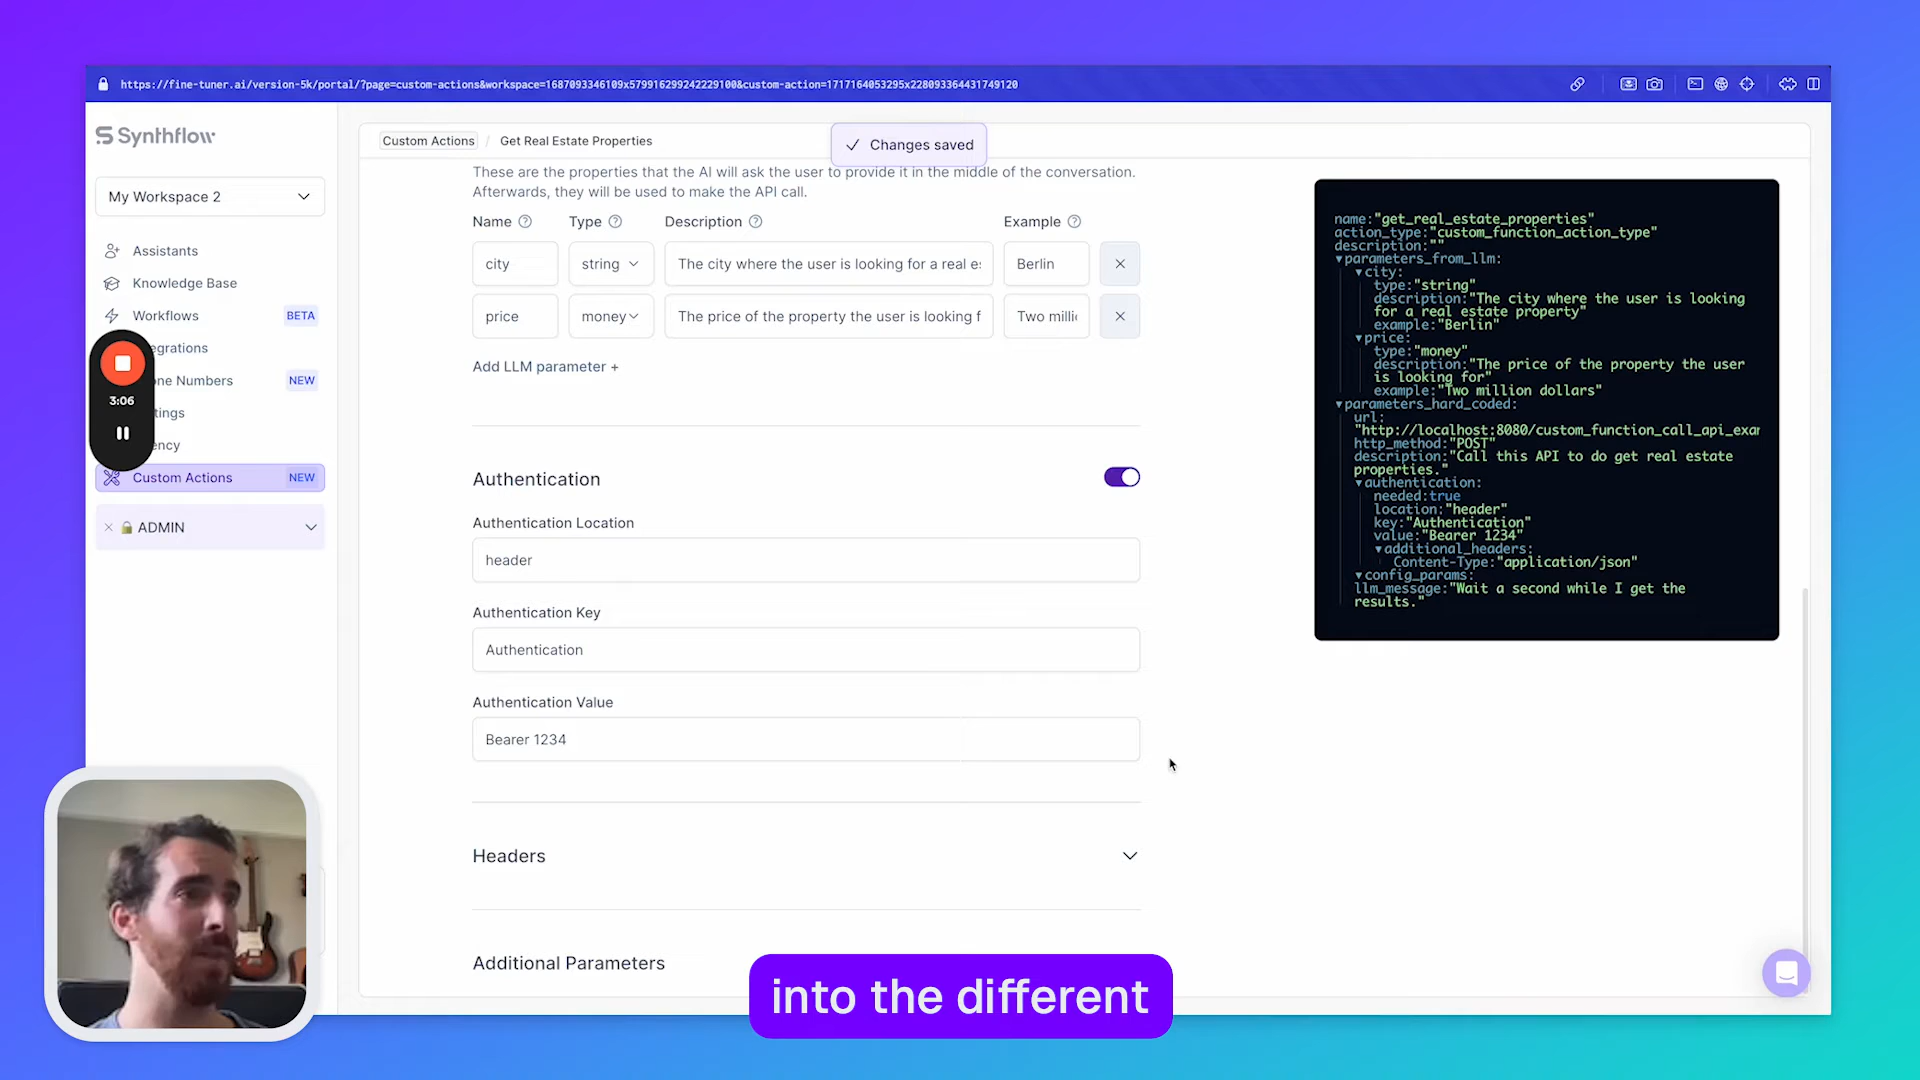 https://fine-tuner.ai/version-5k/portal/?page=custom-actions&workspace=1687093346109x579916299242229100&custom-action=1717164053295x228093364431749120
Synthflow
My Workspace 2
Assistants
Knowledge Base
Workflows BETA
egrations
ne Numbers NEW
tings
ency
Custom Actions NEW
ADMIN
3:06
Custom Actions / Get Real Estate Properties
Changes saved
These are the properties that the AI will ask the user to provide it in the middle of the conversation.
Afterwards, they will be used to make the API call.
Name Type Description Example
city string The city where the user is looking for a real es Berlin
price money The price of the property the user is looking f Two milli
Add LLM parameter +
Authentication
Authentication Location
header
Authentication Key
Authentication
Authentication Value
Bearer 1234
Headers
Additional Parameters
name:"get_real_estate_properties"
action_type:"custom_function_action_type"
description:""
parameters_from_llm:
city:
type:"string"
description:"The city where the user is looking
for a real estate property"
example:"Berlin"
price:
type:"money"
description:"The price of the property the user
is looking for"
example:"Two million dollars"
parameters_hard_coded:
url:
"http://localhost:8080/custom_function_call_api_exam
http_method:"POST"
description:"Call this API to do get real estate
properties."
authentication:
needed:true
location:"header"
key:"Authentication"
value:"Bearer 1234"
additional_headers:
Content-Type:"application/json"
config_params:
llm_message:"Wait a second while I get the
results."
into the different